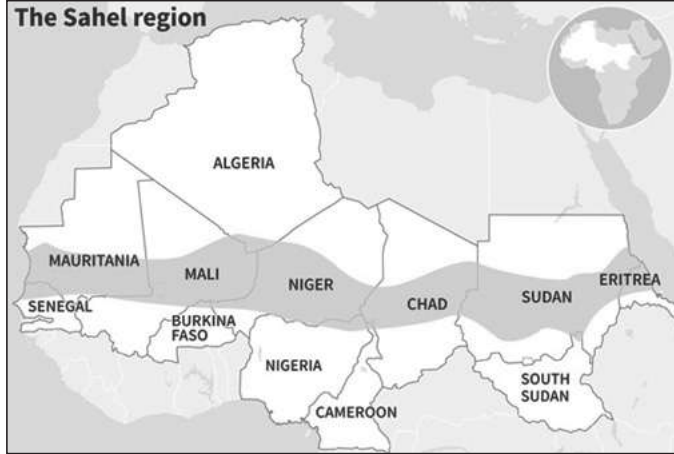 The Sahel region
ALGERIA
MAURITANIA
MALI
NIGER
CHAD
SUDAN
ERITREA
SENEGAL
BURKINA
FASO
NIGERIA
CAMEROON
SOUTH
SUDAN